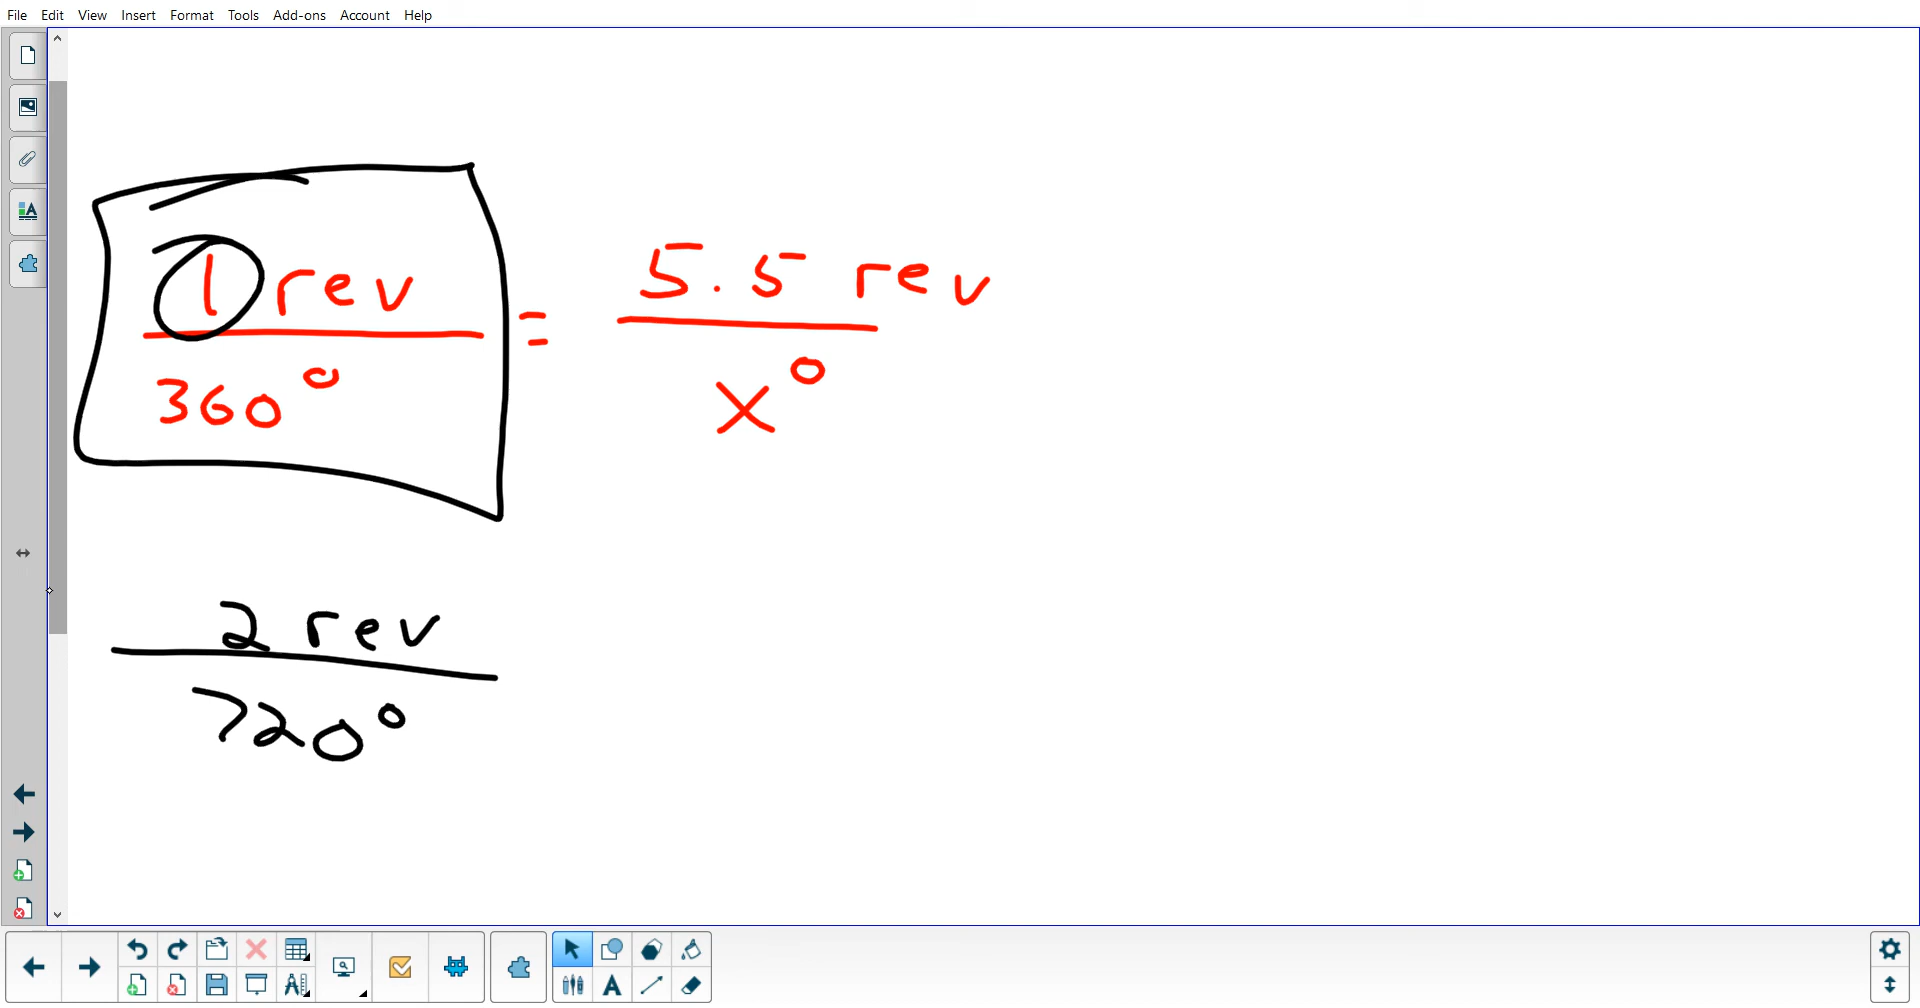 File Edit View Insert Format Tools Add-ons Account Help
1 rev = 5.5 rev
360° x°
2 rev
720°